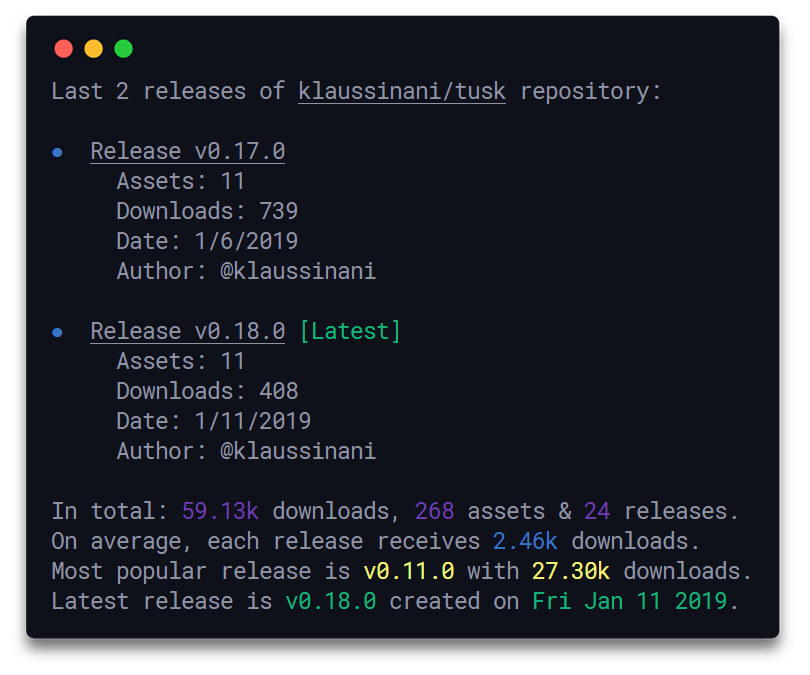 Last 2 releases of klaussinani/tusk repository:
● Release v0.17.0
Assets: 11
Downloads: 739
Date: 1/6/2019
Author: @klaussinani
● Release v0.18.0 [Latest]
Assets: 11
Downloads: 408
Date: 1/11/2019
Author: @klaussinani
In total: 59.13k downloads, 268 assets & 24 releases.
On average, each release receives 2.46k downloads.
Most popular release is v0.11.0 with 27.30k downloads.
Latest release is v0.18.0 created on Fri Jan 11 2019.